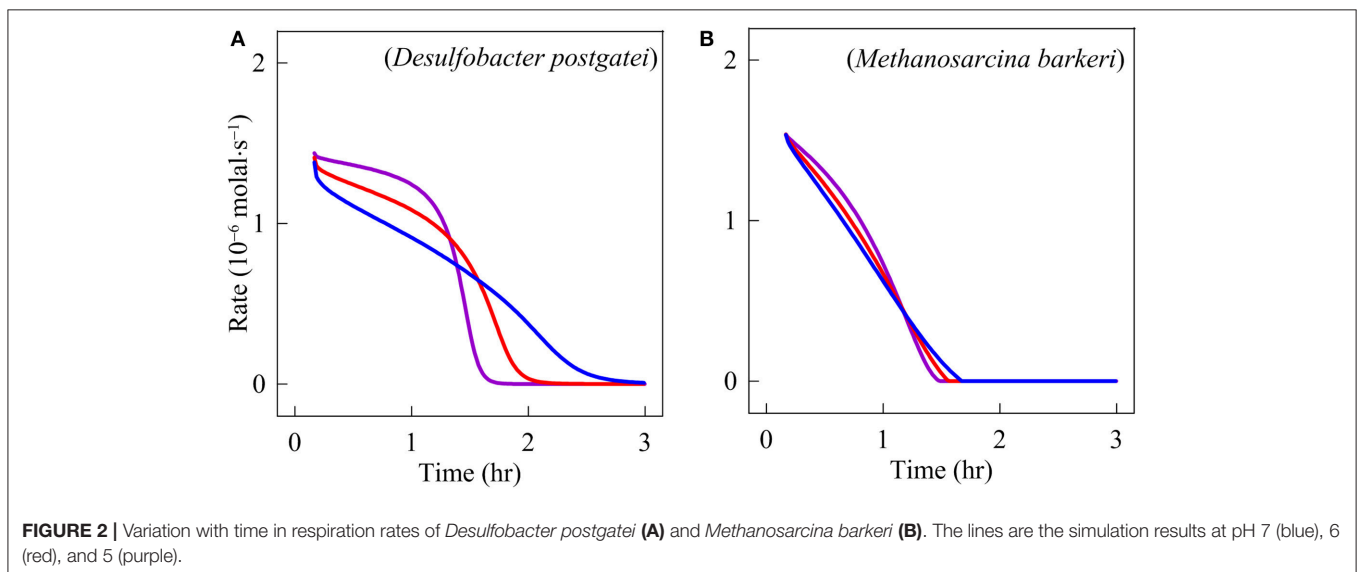 A
(Desulfobacter postgatei)
2
1
0
Rate (10⁻⁶ molal·s⁻¹)
0 1 2 3
Time (hr)
B
(Methanosarcina barkeri)
2
1
0
0 1 2 3
Time (hr)
FIGURE 2 | Variation with time in respiration rates of Desulfobacter postgatei (A) and Methanosarcina barkeri (B). The lines are the simulation results at pH 7 (blue), 6
(red), and 5 (purple).